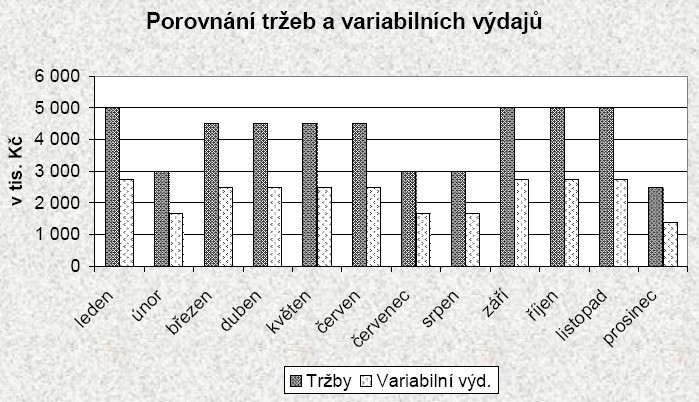 Porovnání tržeb a variabilních výdajů
v tis. Kč
6 000
5 000
4 000
3 000
2 000
1 000
0
leden
únor
březen
duben
květen
červen
červenec
srpen
září
říjen
listopad
prosinec
Tržby
Variabilní výd.